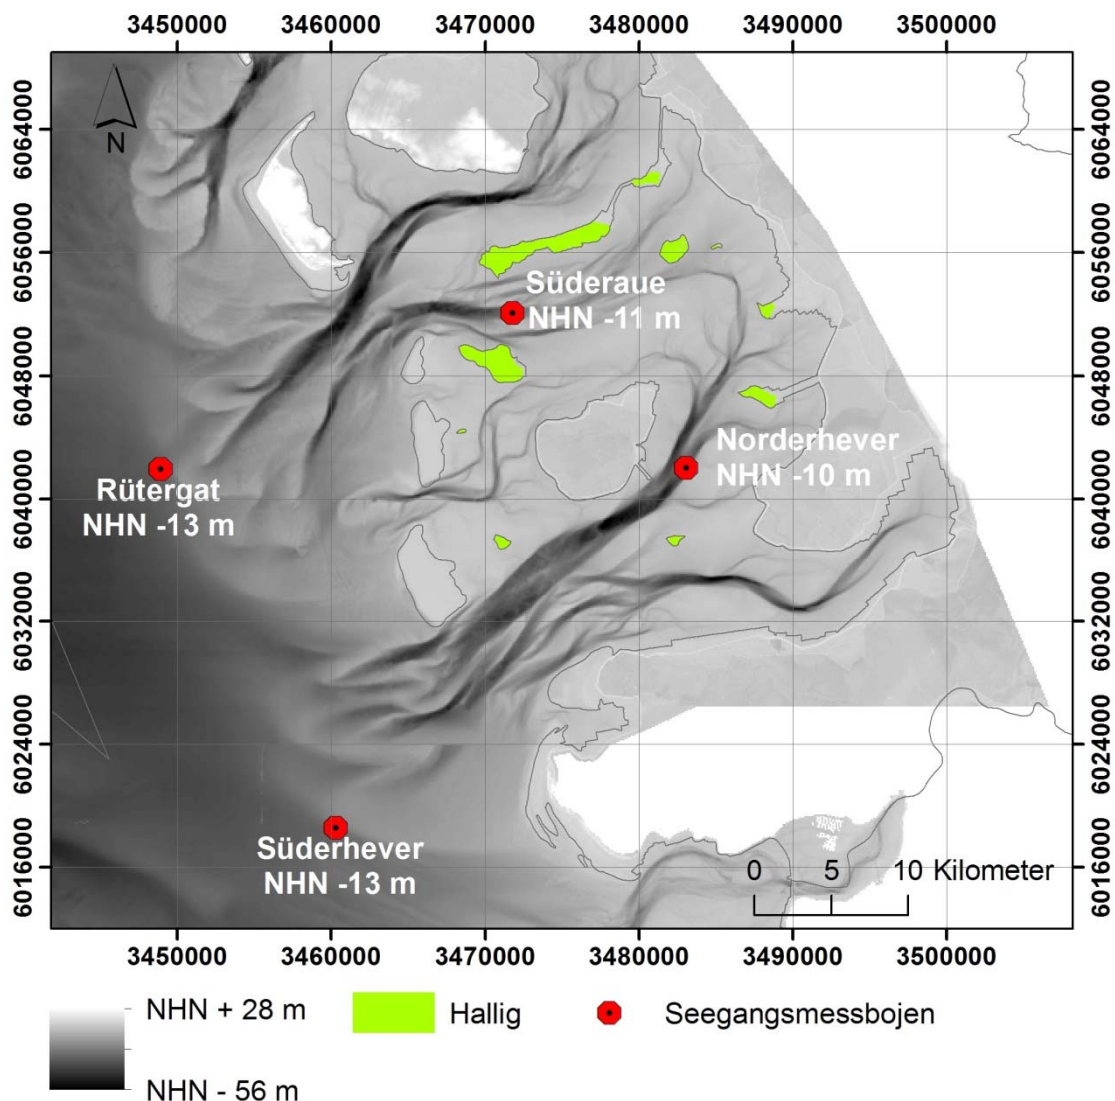 3450000 3460000 3470000 3480000 3490000 3500000
6064000 6064000
N
6056000 6056000
Süderaue
NHN -11 m
6048000 6048000
Norderhever
NHN -10 m
Rütergat
NHN -13 m
6040000 6040000
6032000 6032000
6024000 6024000
Süderhever
NHN -13 m
6016000 6016000
0 5 10 Kilometer
3450000 3460000 3470000 3480000 3490000 3500000
NHN + 28 m
NHN - 56 m
Hallig
Seegangsmessbojen